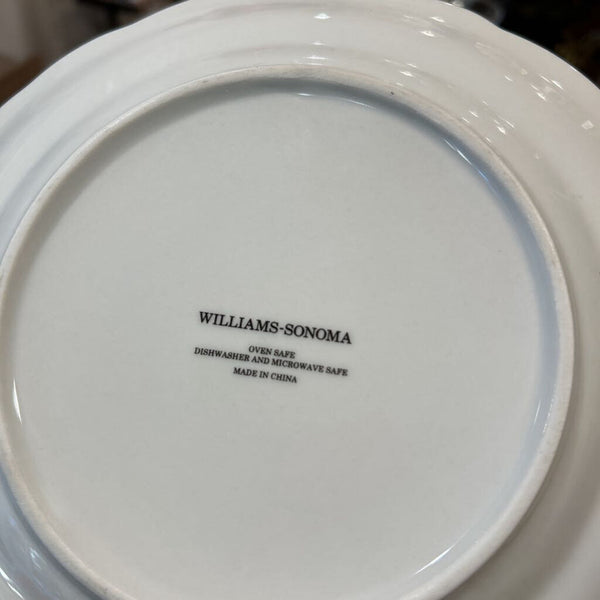 WILLIAMS-SONOMA
OVEN SAFE
DISHWASHER AND MICROWAVE SAFE
MADE IN CHINA